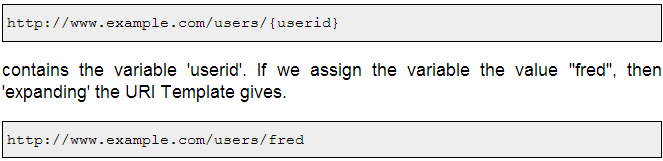 http://www.example.com/users/{userid}
contains the variable 'userid'. If we assign the variable the value "fred", then
'expanding' the URI Template gives.
http://www.example.com/users/fred